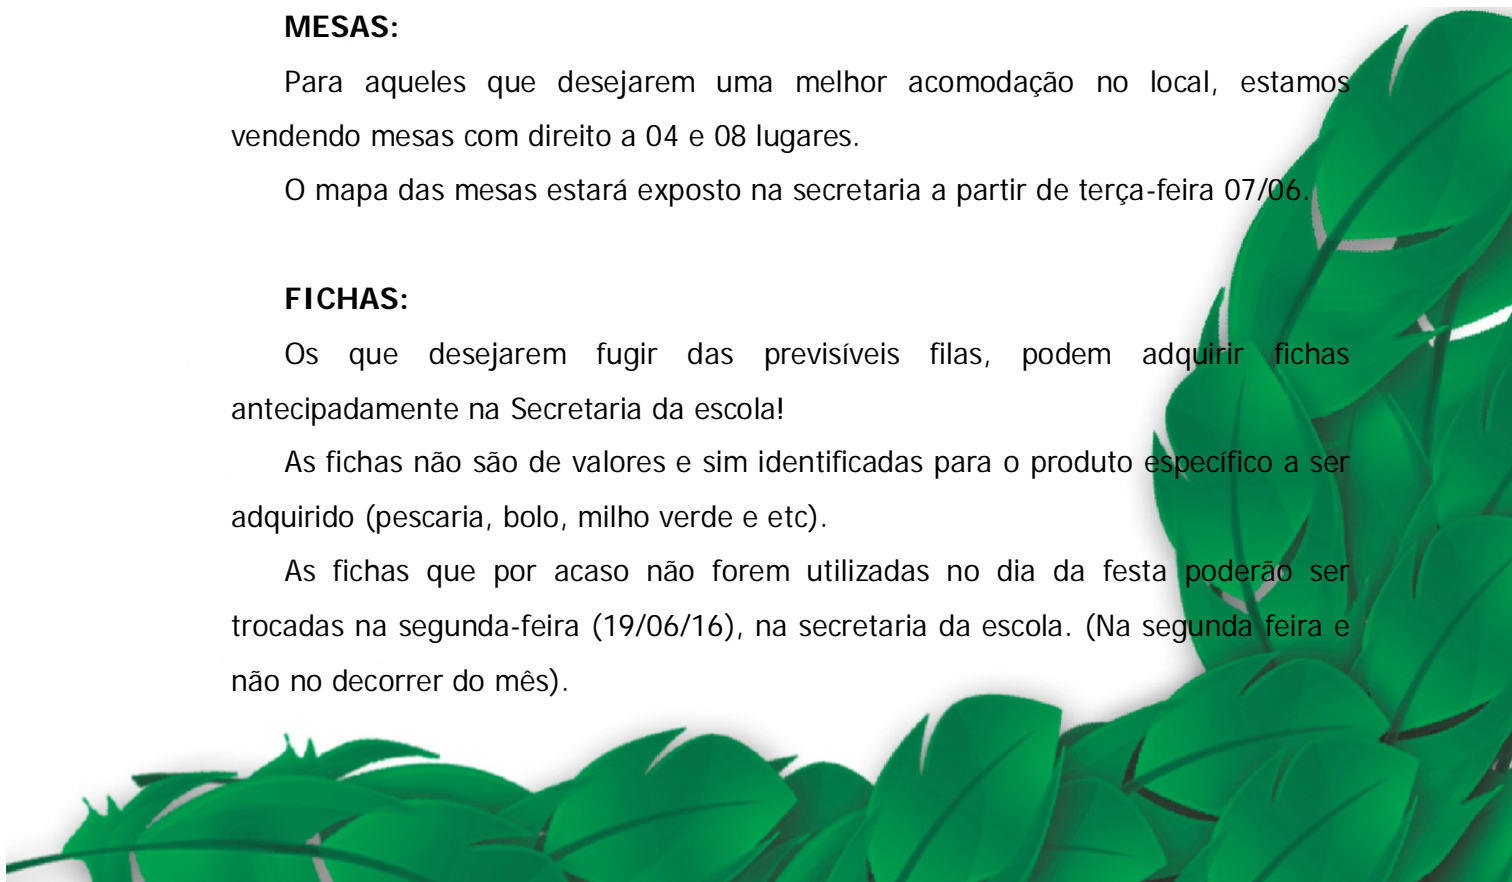 MESAS:
Para aqueles que desejarem uma melhor acomodação no local, estamos
vendendo mesas com direito a 04 e 08 lugares.
O mapa das mesas estará exposto na secretaria a partir de terça-feira 07/06.
FICHAS:
Os que desejarem fugir das previsíveis filas, podem adquirir fichas
antecipadamente na Secretaria da escola!
As fichas não são de valores e sim identificadas para o produto específico a ser
adquirido (pescaria, bolo, milho verde e etc).
As fichas que por acaso não forem utilizadas no dia da festa poderão ser
trocadas na segunda-feira (19/06/16), na secretaria da escola. (Na segunda feira e
não no decorrer do mês).